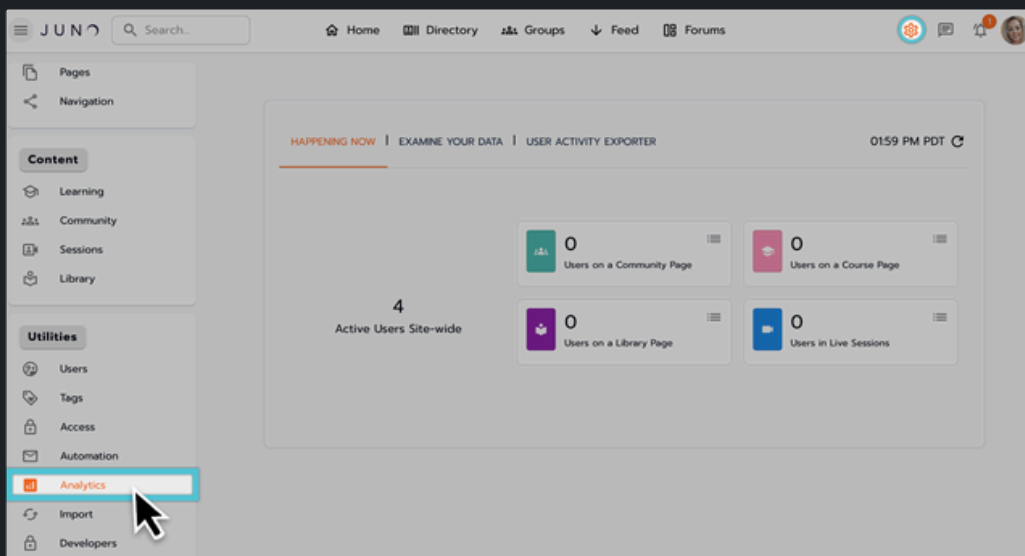 JUNO
Search..
Home
Directory
Groups
Feed
Forums
1
Pages
Navigation
Content
Learning
Community
Sessions
Library
Utilities
Users
Tags
Access
Automation
Analytics
Import
Developers
HAPPENING NOW | EXAMINE YOUR DATA | USER ACTIVITY EXPORTER
01:59 PM PDT
4
Active Users Site-wide
0
Users on a Community Page
0
Users on a Course Page
0
Users on a Library Page
0
Users in Live Sessions